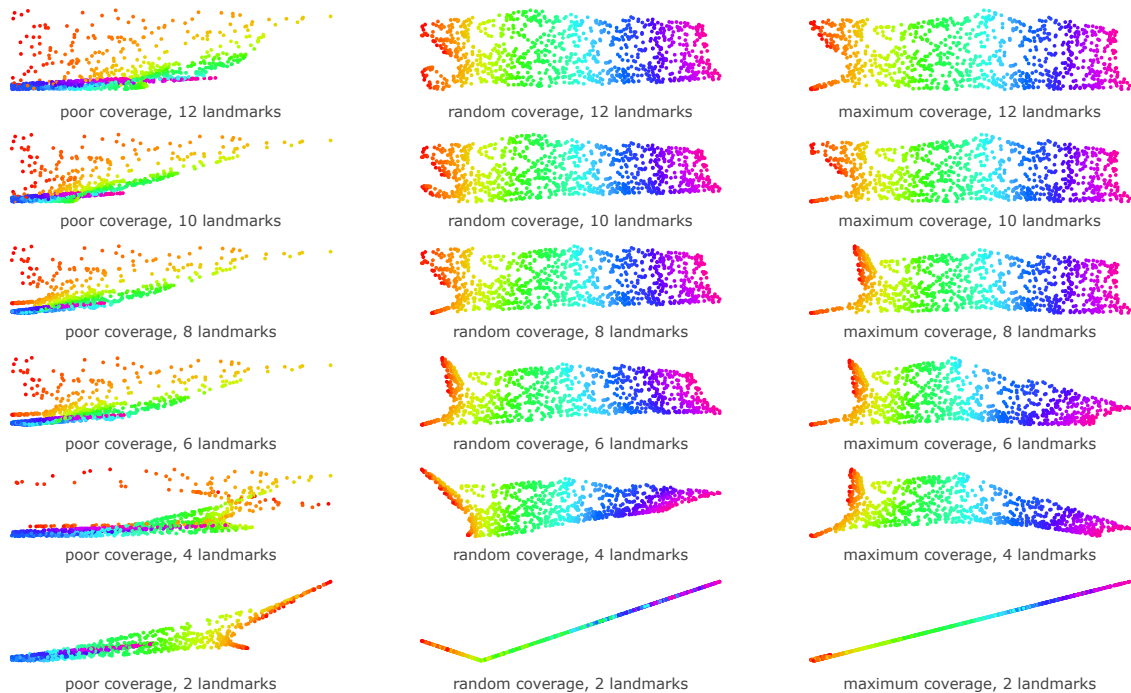 poor coverage, 12 landmarks
random coverage, 12 landmarks
maximum coverage, 12 landmarks
poor coverage, 10 landmarks
random coverage, 10 landmarks
maximum coverage, 10 landmarks
poor coverage, 8 landmarks
random coverage, 8 landmarks
maximum coverage, 8 landmarks
poor coverage, 6 landmarks
random coverage, 6 landmarks
maximum coverage, 6 landmarks
poor coverage, 4 landmarks
random coverage, 4 landmarks
maximum coverage, 4 landmarks
poor coverage, 2 landmarks
random coverage, 2 landmarks
maximum coverage, 2 landmarks